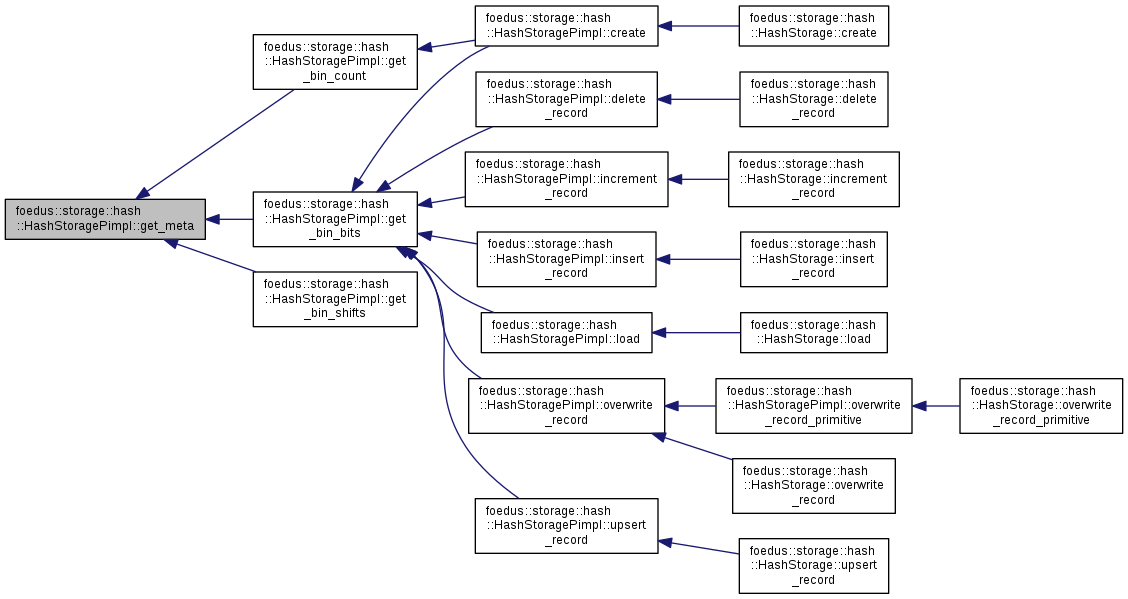 foedus::storage::hash
::HashStoragePimpl::get_meta
foedus::storage::hash
::HashStoragePimpl::get
_bin_count
foedus::storage::hash
::HashStoragePimpl::get
_bin_bits
foedus::storage::hash
::HashStoragePimpl::get
_bin_shifts
foedus::storage::hash
::HashStoragePimpl::create
foedus::storage::hash
::HashStoragePimpl::delete
_record
foedus::storage::hash
::HashStoragePimpl::increment
_record
foedus::storage::hash
::HashStoragePimpl::insert
_record
foedus::storage::hash
::HashStoragePimpl::load
foedus::storage::hash
::HashStoragePimpl::overwrite
_record
foedus::storage::hash
::HashStoragePimpl::upsert
_record
foedus::storage::hash
::HashStorage::create
foedus::storage::hash
::HashStorage::delete
_record
foedus::storage::hash
::HashStorage::increment
_record
foedus::storage::hash
::HashStorage::insert
_record
foedus::storage::hash
::HashStorage::load
foedus::storage::hash
::HashStoragePimpl::overwrite
_record_primitive
foedus::storage::hash
::HashStorage::overwrite
_record
foedus::storage::hash
::HashStorage::upsert
_record
foedus::storage::hash
::HashStorage::overwrite
_record_primitive